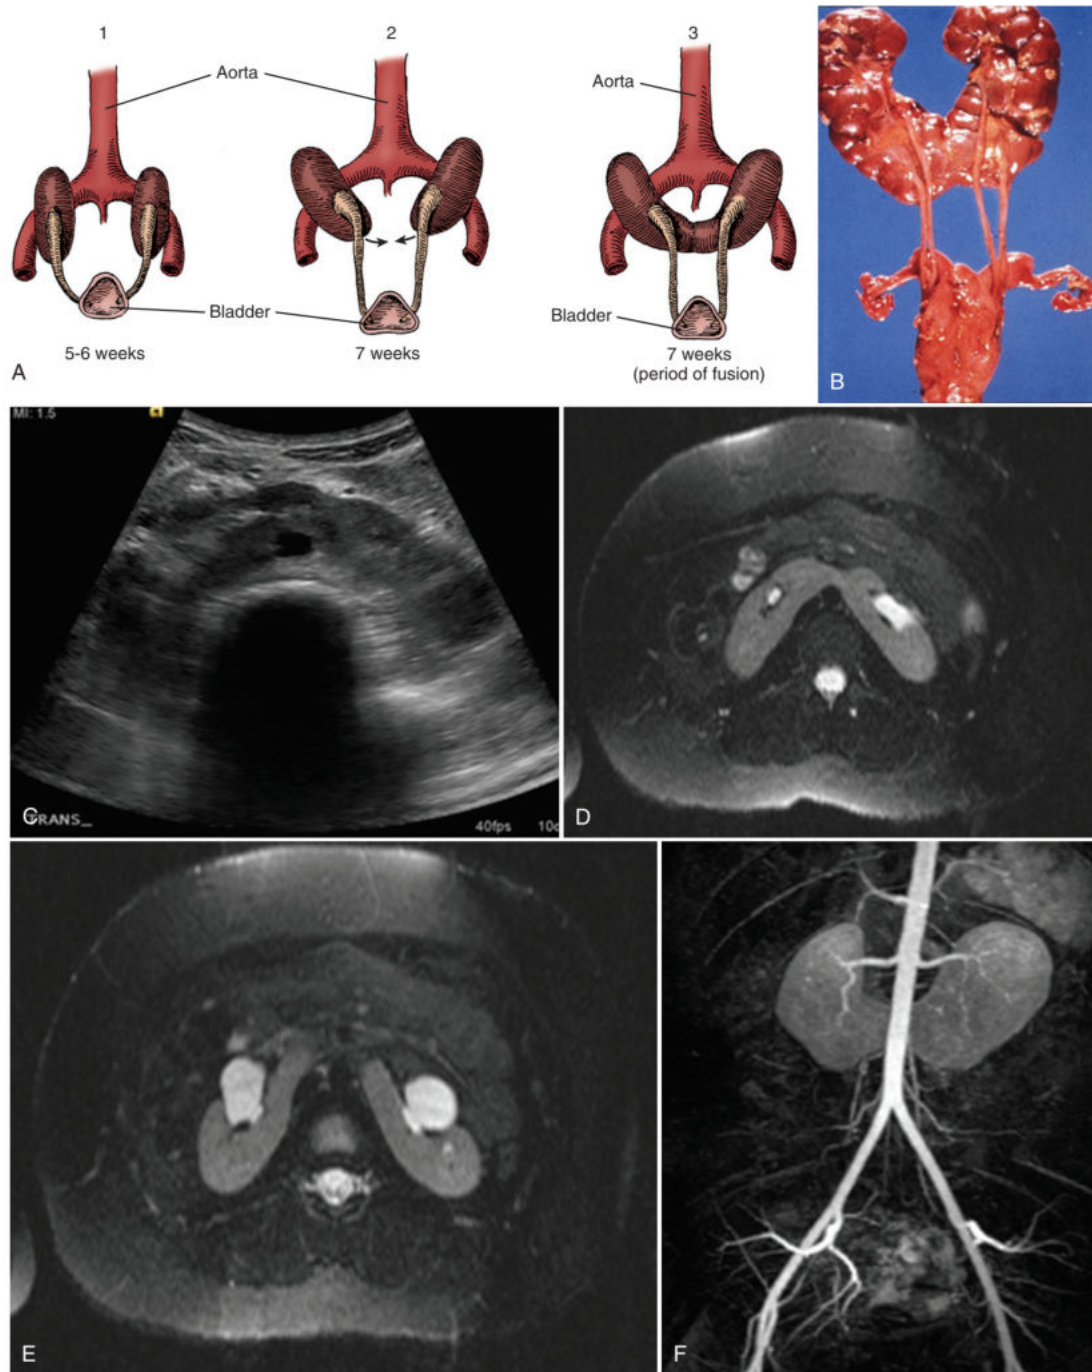 1
2
3
Aorta
Aorta
Bladder
Bladder
5-6 weeks
7 weeks
7 weeks
(period of fusion)
A
B
MI: 1.5
C
TRANS_
40fps
D
E
F